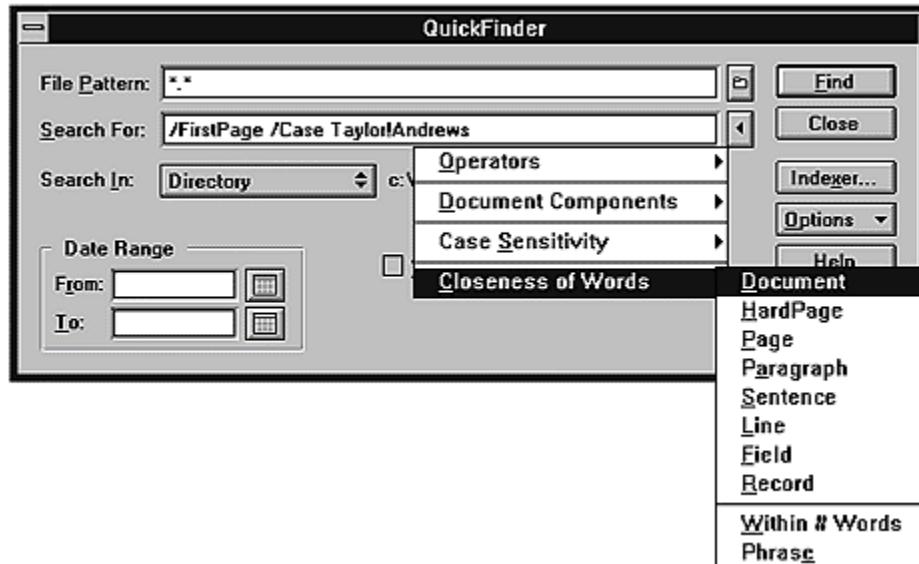 QuickFinder
File Pattern: *.* Find
Search For: /FirstPage /Case Taylor!Andrews Close
Search In: Directory c:\
Indexer...
Options
Help
Date Range
From:
To:
Operators
Document Components
Case Sensitivity
Closeness of Words
Document
HardPage
Page
Paragraph
Sentence
Line
Field
Record
Within # Words
Phrase